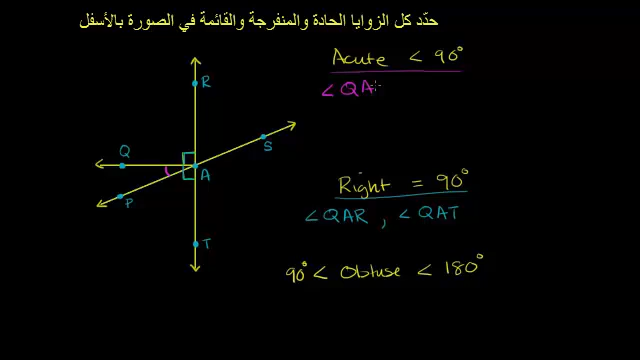 حدّد كل الزوايا الحادة والمنفرجة والقائمة في الصورة بالأسفل
Acute < 90°
∠QA
R
S
Q
A
P
T
Right = 90°
∠QAR , ∠QAT
90° < Obtuse < 180°